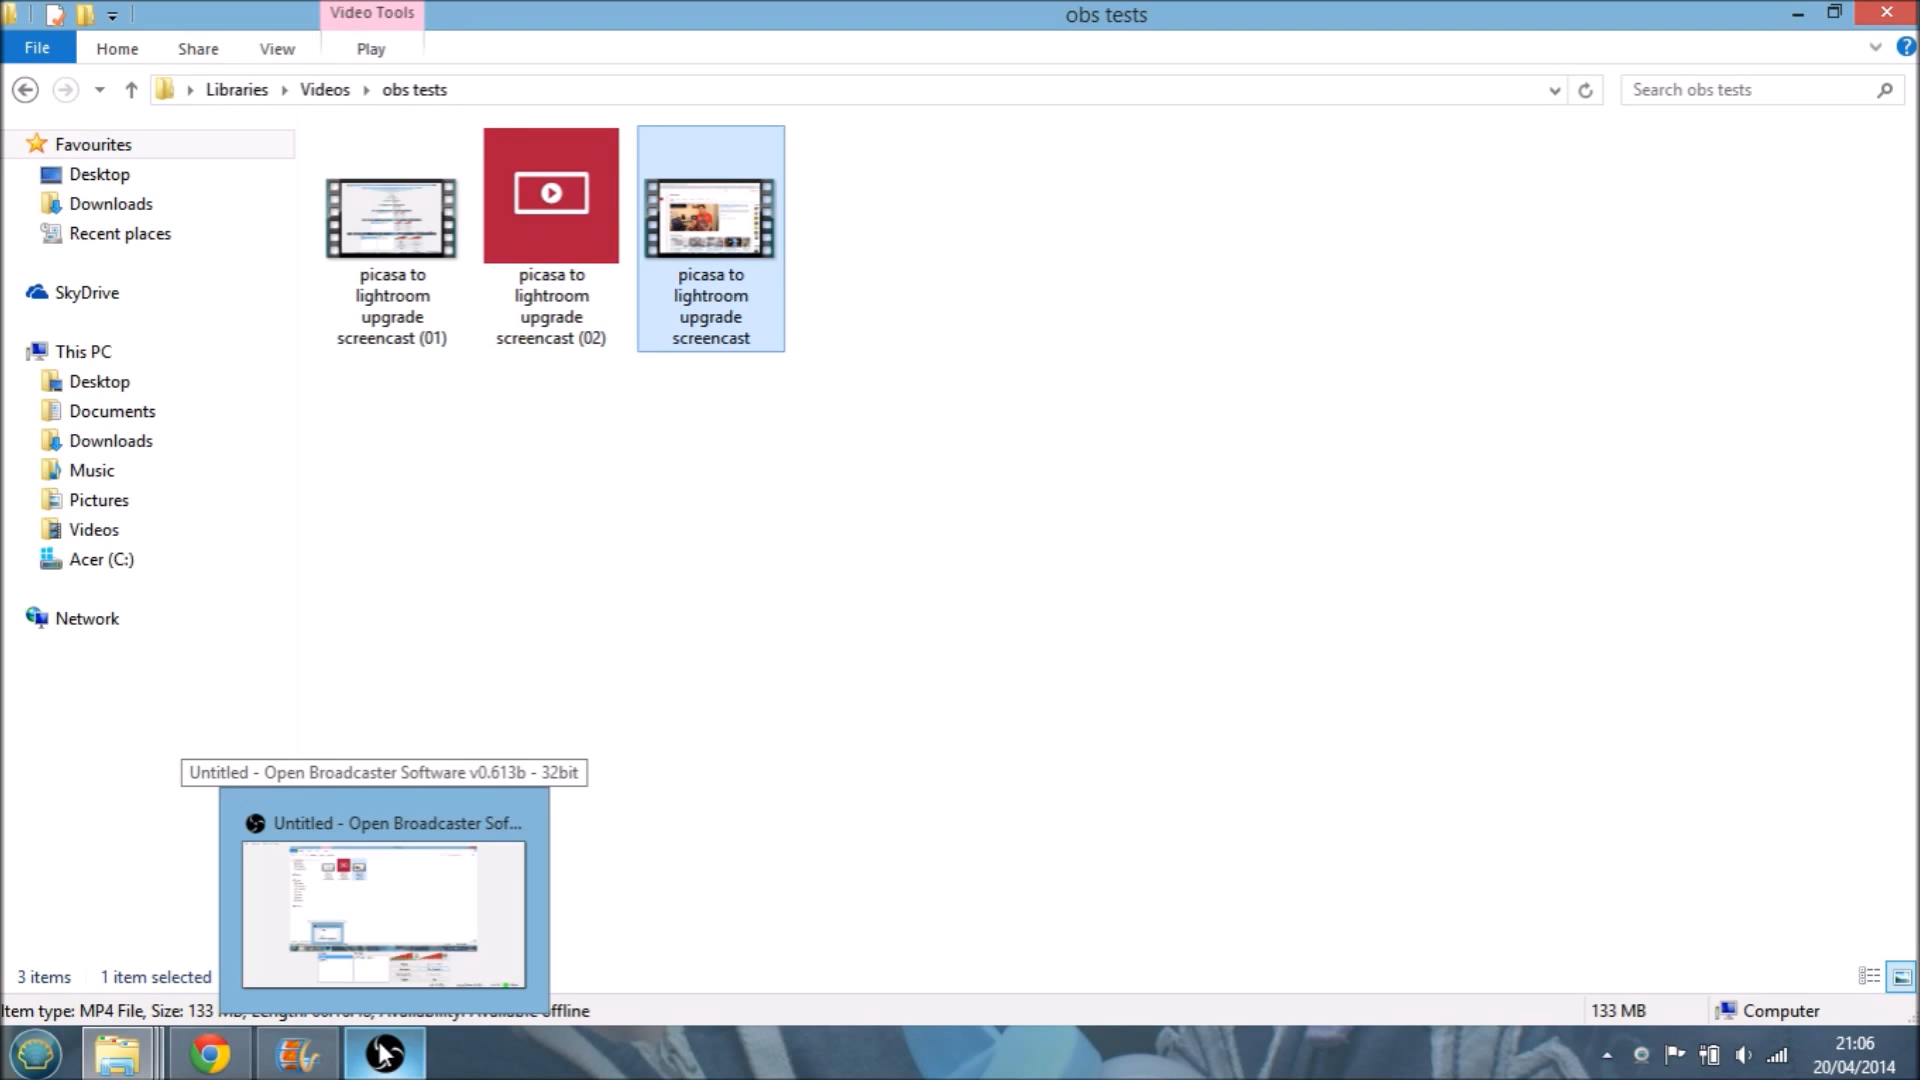 Video Tools
obs tests
File
Home
Share
View
Play
Libraries
Videos
obs tests
Search obs tests
Favourites
Desktop
Downloads
Recent places
SkyDrive
This PC
Desktop
Documents
Downloads
Music
Pictures
Videos
Acer (C:)
Network
picasa to
lightroom
upgrade
screencast (01)
picasa to
lightroom
upgrade
screencast (02)
picasa to
lightroom
upgrade
screencast
Untitled - Open Broadcaster Software v0.613b - 32bit
Untitled - Open Broadcaster Sof...
3 items
1 item selected
Item type: MP4 File, Size: 133
offline
133 MB
Computer
21:06
20/04/2014